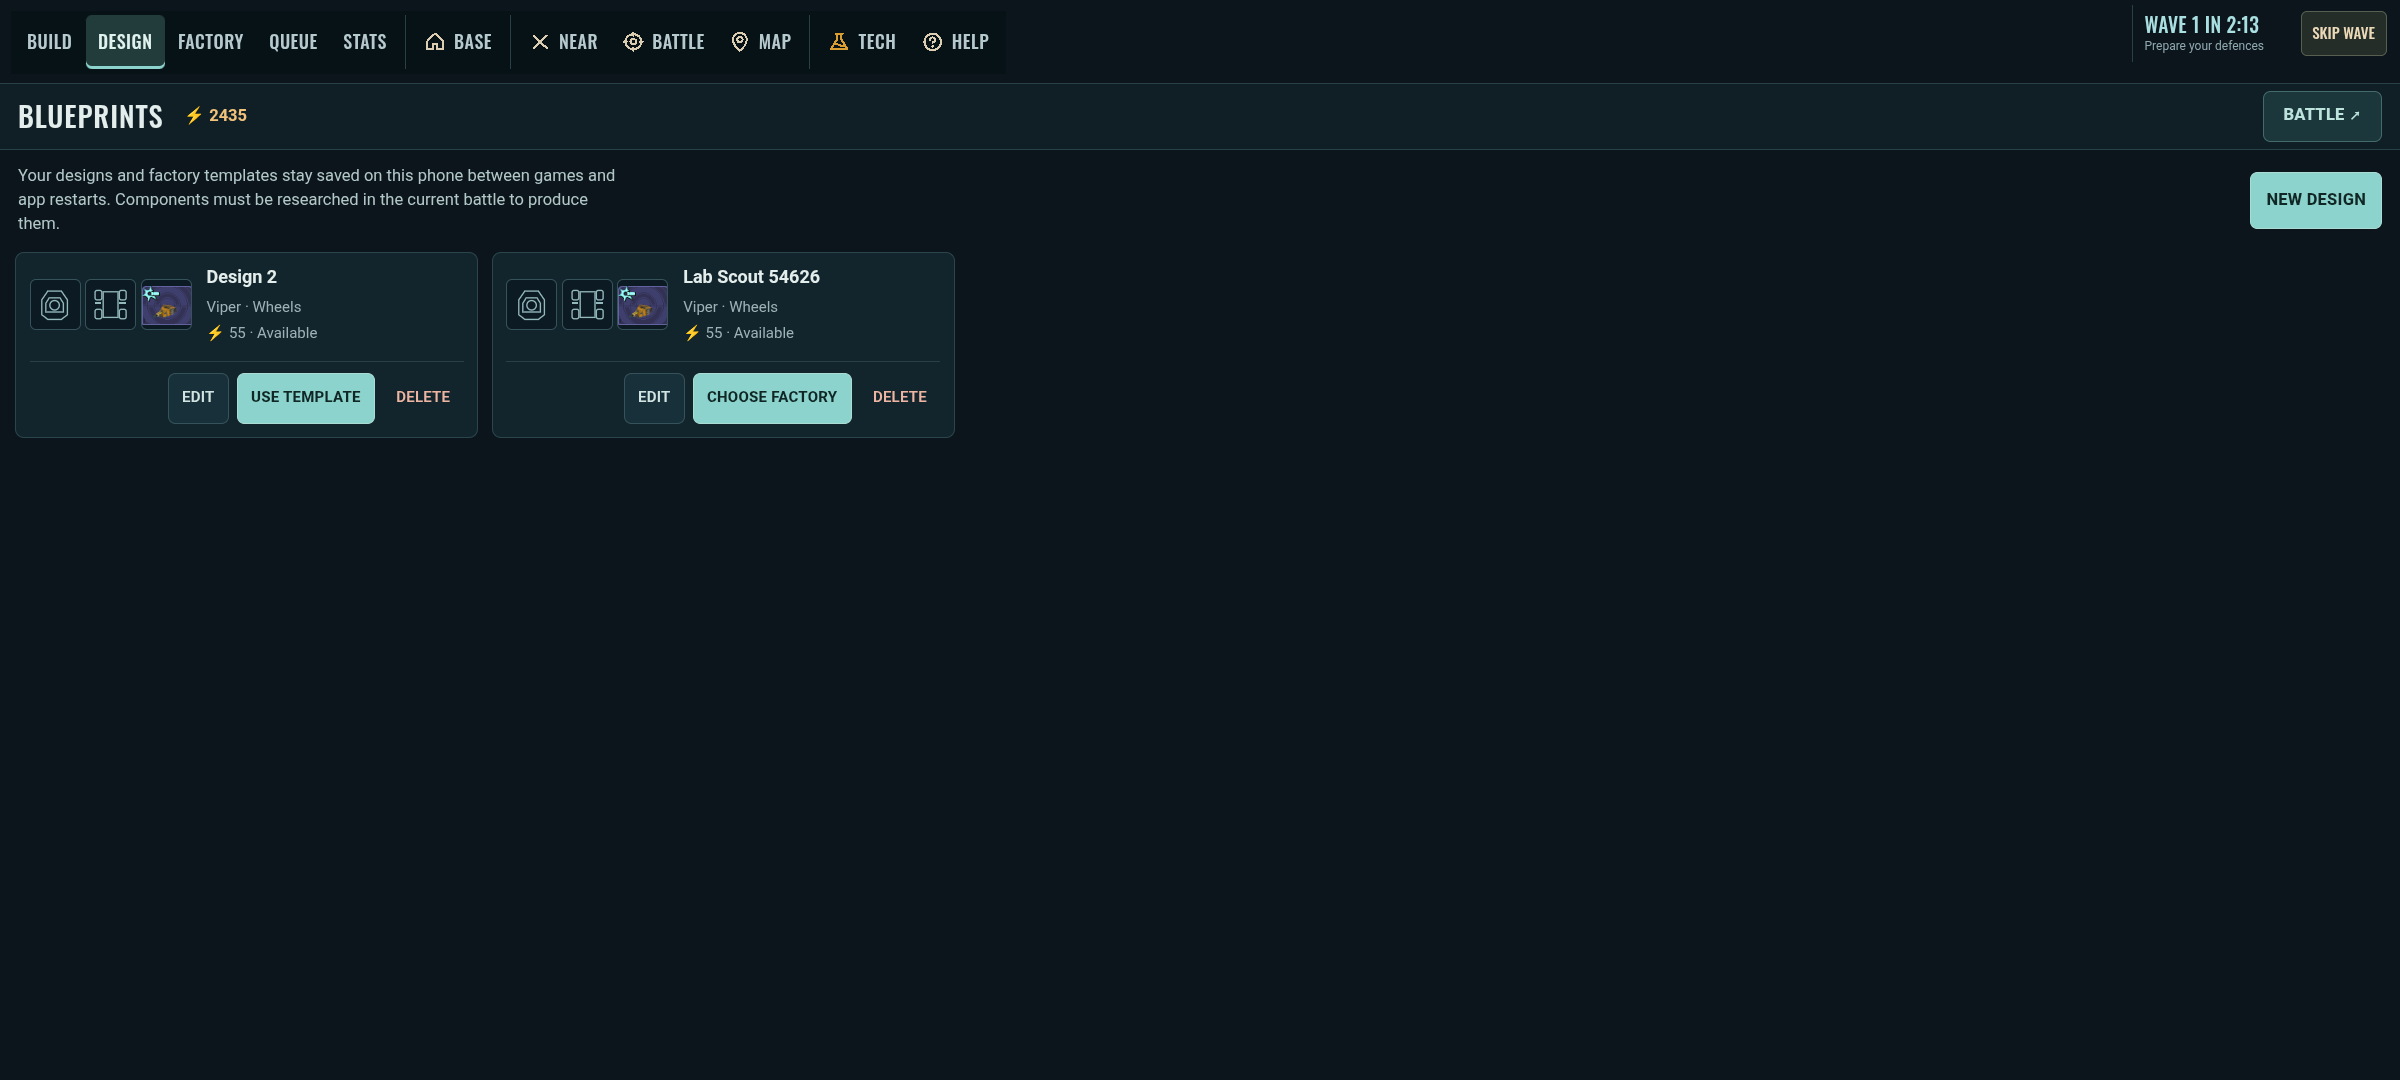 BUILD DESIGN FACTORY QUEUE STATS BASE NEAR BATTLE MAP TECH HELP
WAVE 1 IN 2:13
Prepare your defences
SKIP WAVE
BLUEPRINTS ⚡ 2435
BATTLE ↗
Your designs and factory templates stay saved on this phone between games and
app restarts. Components must be researched in the current battle to produce
them.
NEW DESIGN
Design 2
Viper · Wheels
⚡ 55 · Available
EDIT USE TEMPLATE DELETE
Lab Scout 54626
Viper · Wheels
⚡ 55 · Available
EDIT CHOOSE FACTORY DELETE